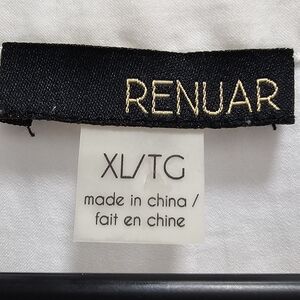 RENUAR
XL/TG
made in china /
fait en chine